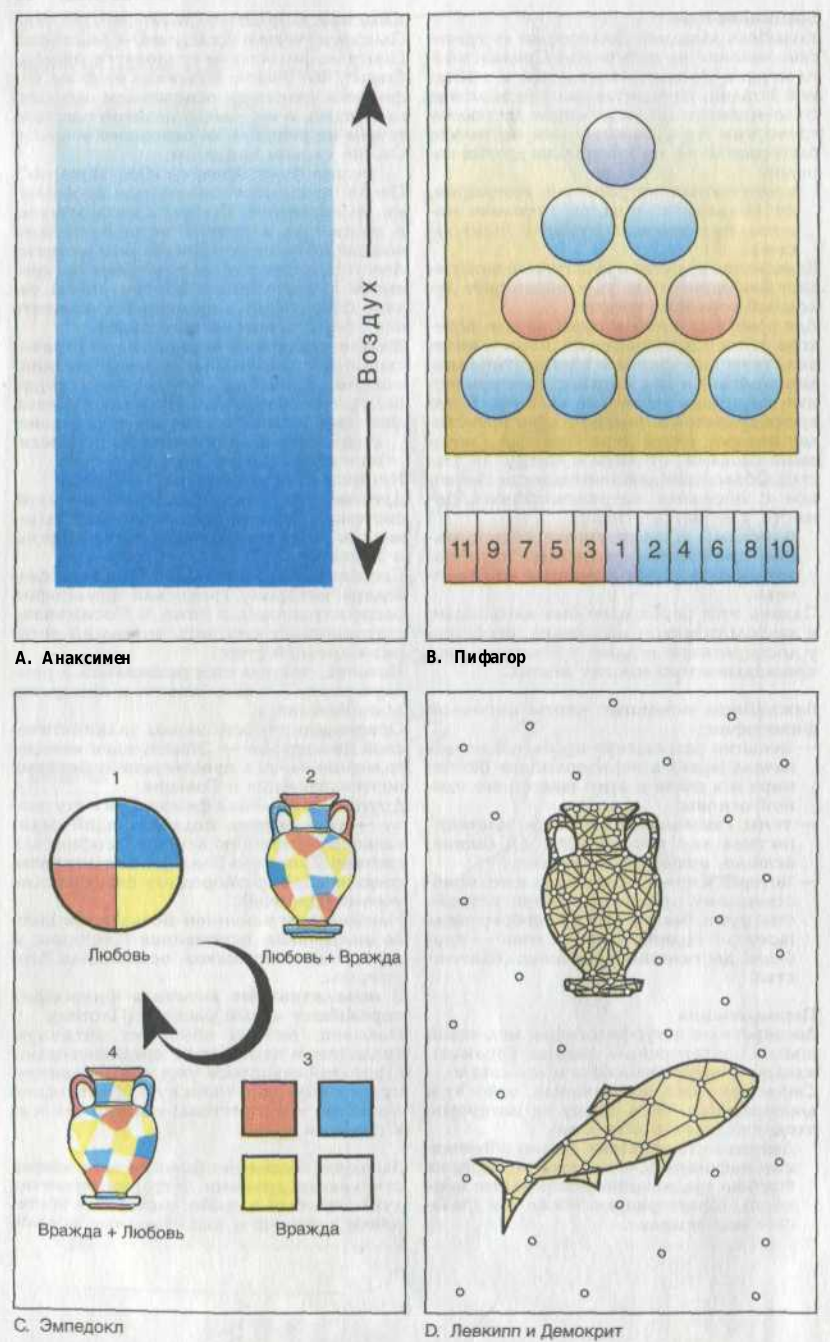 Воздух
11 9 7 5 3 1 2 4 6 8 10
А. Анаксимен
В. Пифагор
1
2
Любовь
Любовь + Вражда
4
3
Вражда + Любовь
Вражда
С. Эмпедокл
D. Левкипп и Демокрит